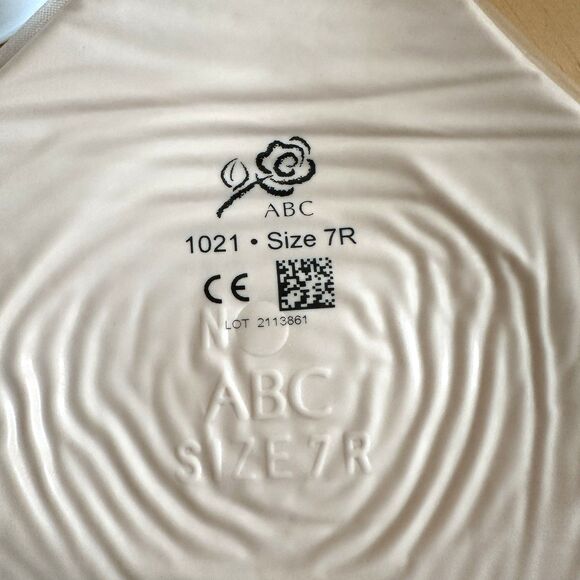 ABC
1021 • Size 7R
CE
LOT 2113861
ABC
SIZE 7R